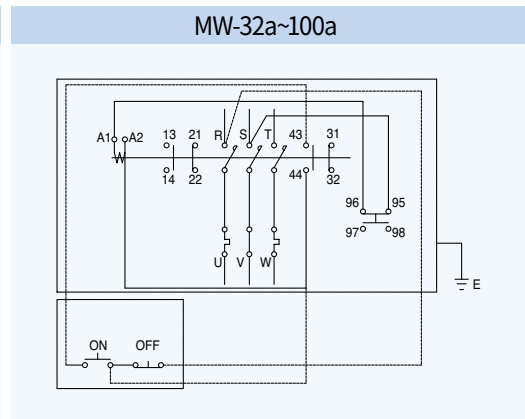 MW-32a~100a
A1 A2 13 21 R S T 43 31
14 22 44 32
96 95
97 98
U V W
E
ON OFF